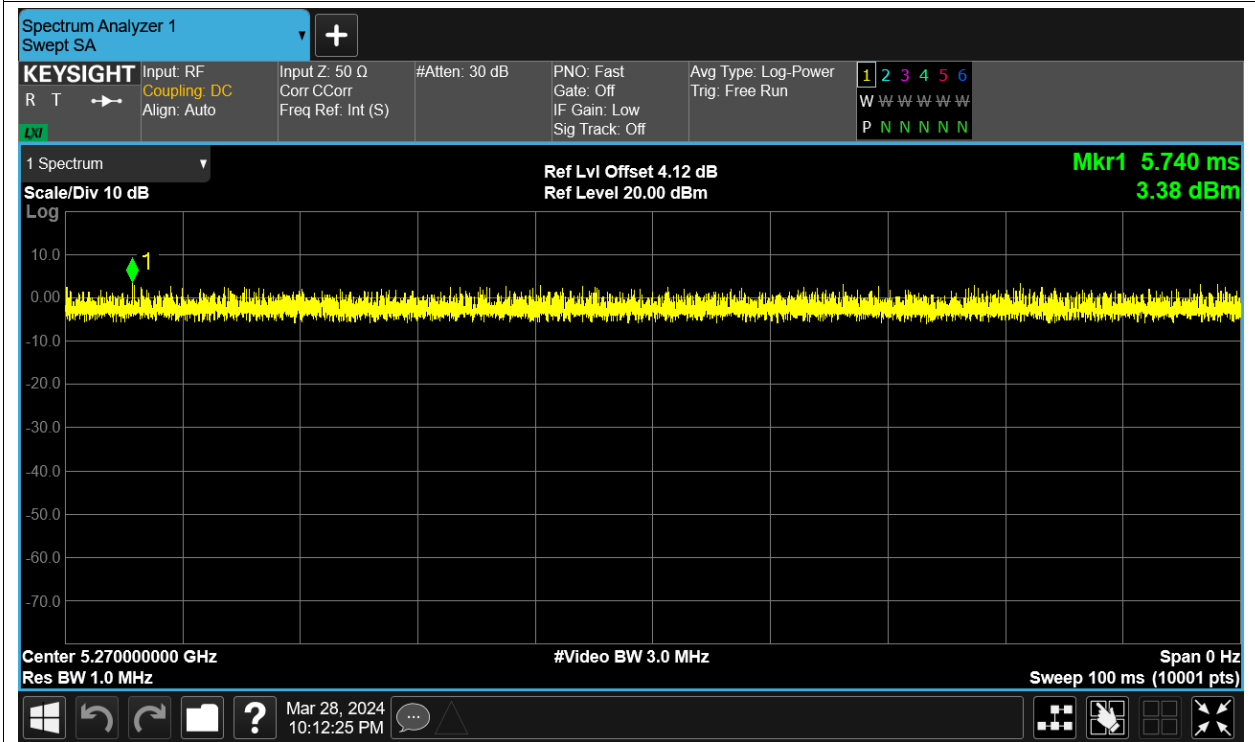 Spectrum Analyzer 1
Swept SA
KEYSIGHT
R T
LXI
Input: RF
Coupling: DC
Align: Auto
Input Z: 50 Ω
Corr CCorr
Freq Ref: Int (S)
#Atten: 30 dB
PNO: Fast
Gate: Off
IF Gain: Low
Sig Track: Off
Avg Type: Log-Power
Trig: Free Run
1 2 3 4 5 6
W W W W W W
P N N N N N
1 Spectrum
Scale/Div 10 dB
Log
Ref Lvl Offset 4.12 dB
Ref Level 20.00 dBm
Mkr1 5.740 ms
3.38 dBm
1
10.0
0.00
-10.0
-20.0
-30.0
-40.0
-50.0
-60.0
-70.0
Center 5.270000000 GHz
#Video BW 3.0 MHz
Span 0 Hz
Res BW 1.0 MHz
Sweep 100 ms (10001 pts)
?
Mar 28, 2024
10:12:25 PM